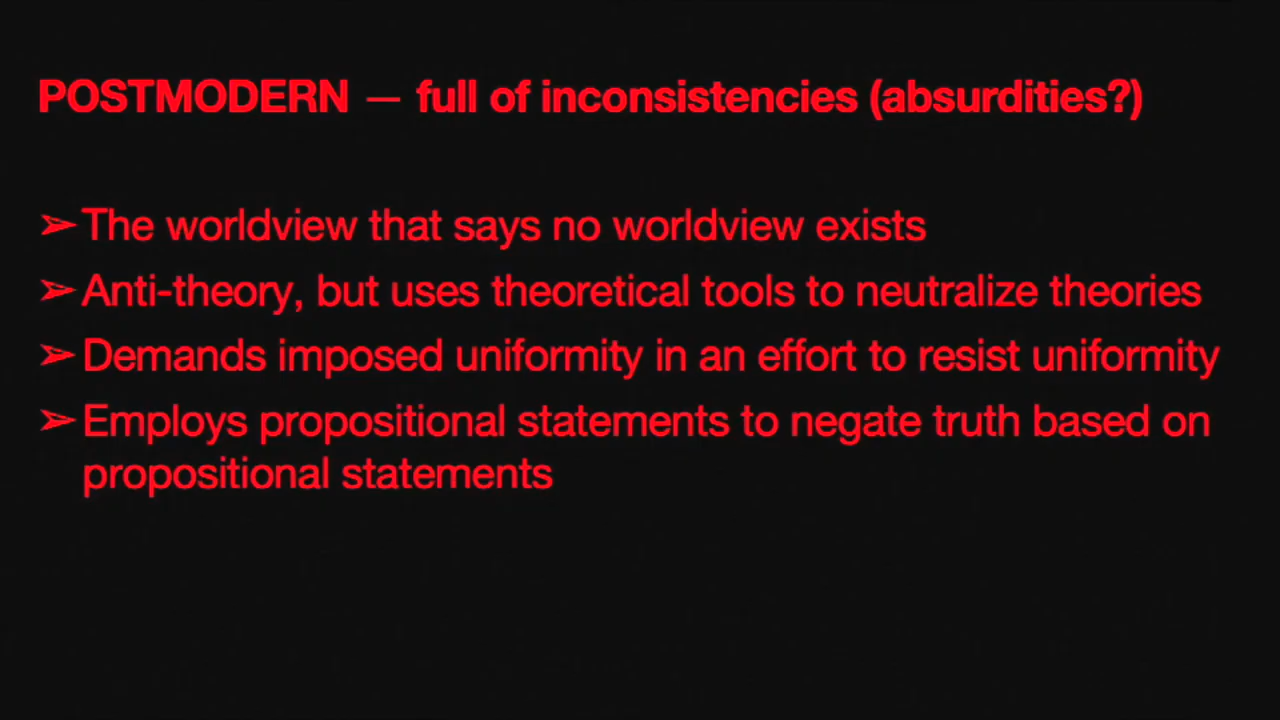 POSTMODERN — full of inconsistencies (absurdities?)
➢ The worldview that says no worldview exists
➢ Anti-theory, but uses theoretical tools to neutralize theories
➢ Demands imposed uniformity in an effort to resist uniformity
➢ Employs propositional statements to negate truth based on
propositional statements